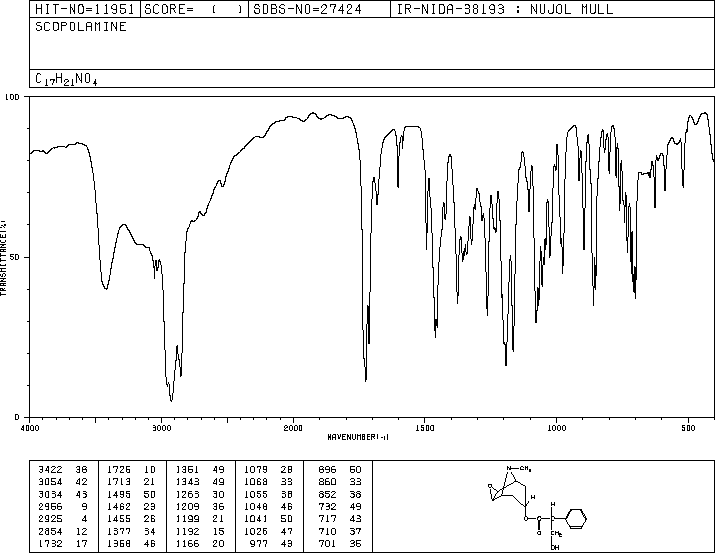 HIT-NO=11951 SCORE= ( ) SDBS-NO=27424 IR-NIDA-38193 : NUJOL MULL
SCOPOLAMINE
C17H21NO4
100
50
0
TRANSMITTANCE(%)
4000 3000 2000 1500 1000 500
WAVENUMBER(-1)
3422 38 1726 10 1351 49 1079 28 896 50
3054 42 1713 21 1343 49 1068 33 860 33
3034 43 1495 50 1263 30 1055 38 852 38
2956 9 1462 23 1209 36 1048 46 732 49
2925 4 1455 26 1199 21 1041 50 717 43
2854 12 1377 34 1192 15 1026 47 710 37
1732 17 1358 46 1166 20 977 43 701 35
N CH3
O
H
H
O C
O
CH2
OH